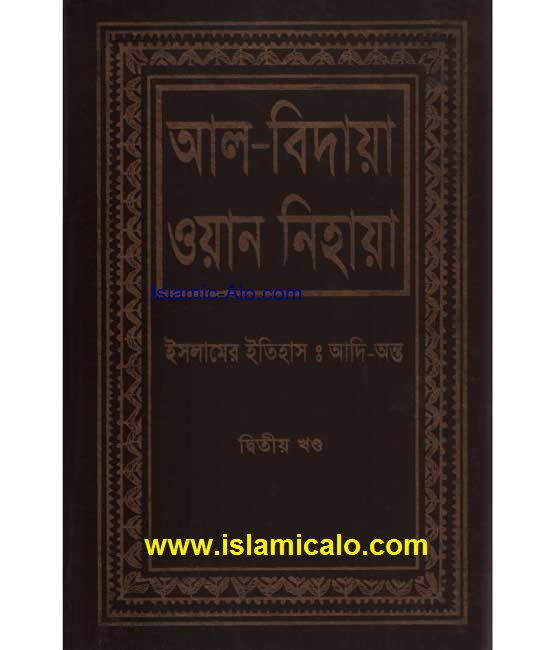 আল-বিদায়া
ওয়ান নিহায়া
Islamic-Alo.com
ইসলামের ইতিহাস : আদি-অন্ত
দ্বিতীয় খণ্ড
www.islamicalo.com